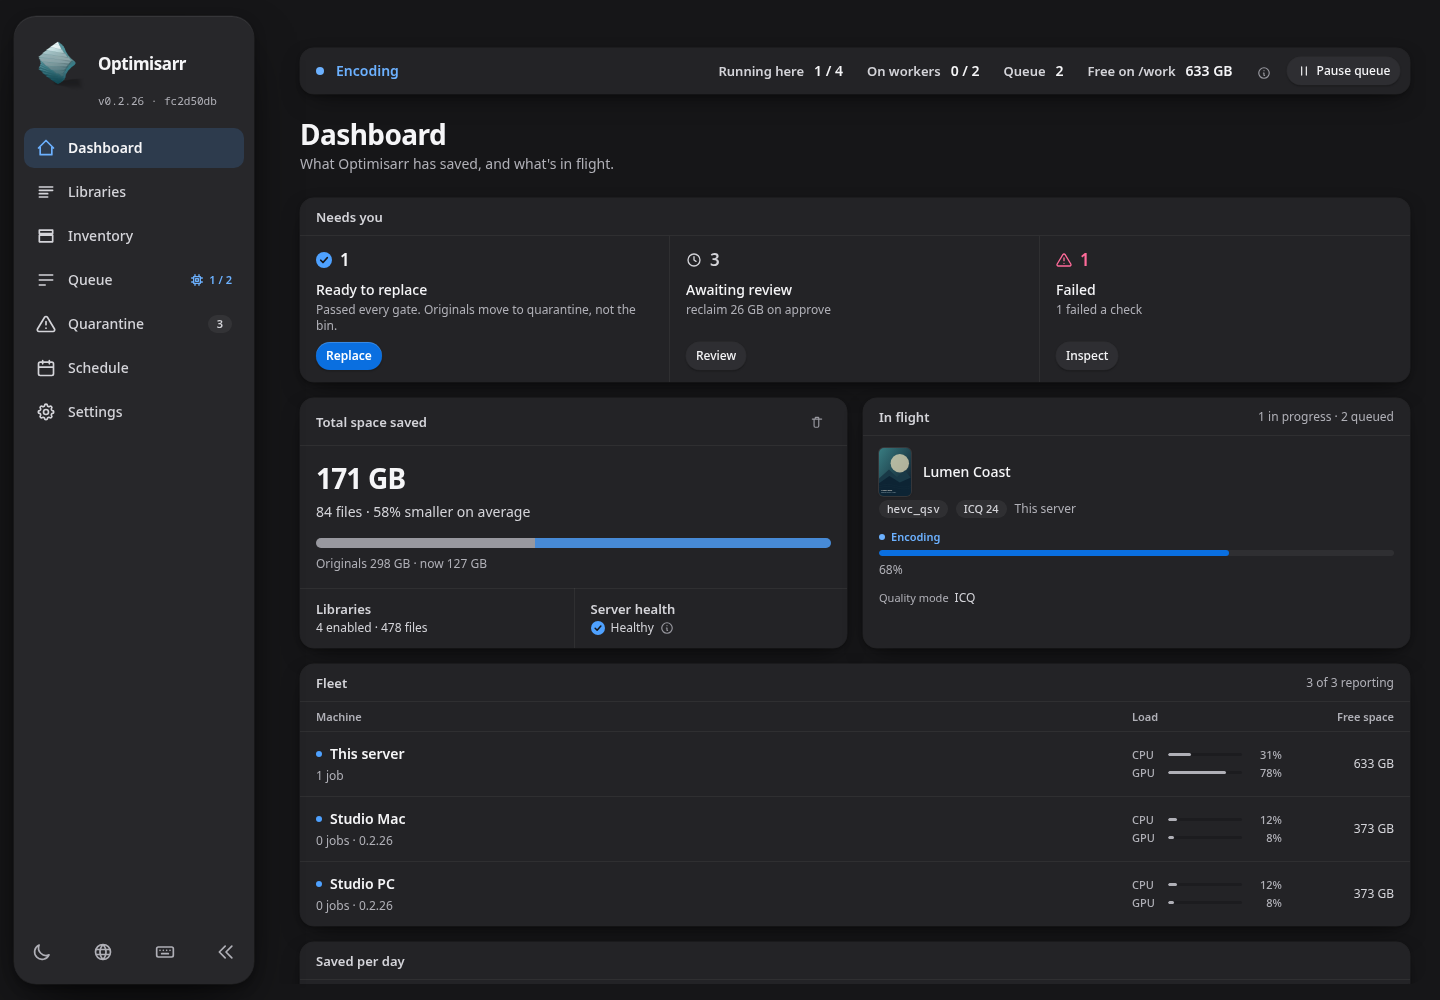 Optimisarr
v0.2.26 · fc2d50db
Dashboard
Libraries
Inventory
Queue 1 / 2
Quarantine 3
Schedule
Settings
Encoding
Running here 1 / 4 On workers 0 / 2 Queue 2 Free on /work 633 GB Pause queue
Dashboard
What Optimisarr has saved, and what's in flight.
Needs you
1
Ready to replace
Passed every gate. Originals move to quarantine, not the
bin.
Replace
3
Awaiting review
reclaim 26 GB on approve
Review
1
Failed
1 failed a check
Inspect
Total space saved
171 GB
84 files · 58% smaller on average
Originals 298 GB · now 127 GB
Libraries
4 enabled · 478 files
Server health
Healthy
In flight 1 in progress · 2 queued
Lumen Coast
hevc_qsv ICQ 24 This server
Encoding
68%
Quality mode ICQ
Fleet 3 of 3 reporting
Machine Load Free space
This server
1 job
CPU 31%
GPU 78%
633 GB
Studio Mac
0 jobs · 0.2.26
CPU 12%
GPU 8%
373 GB
Studio PC
0 jobs · 0.2.26
CPU 12%
GPU 8%
373 GB
Saved per day